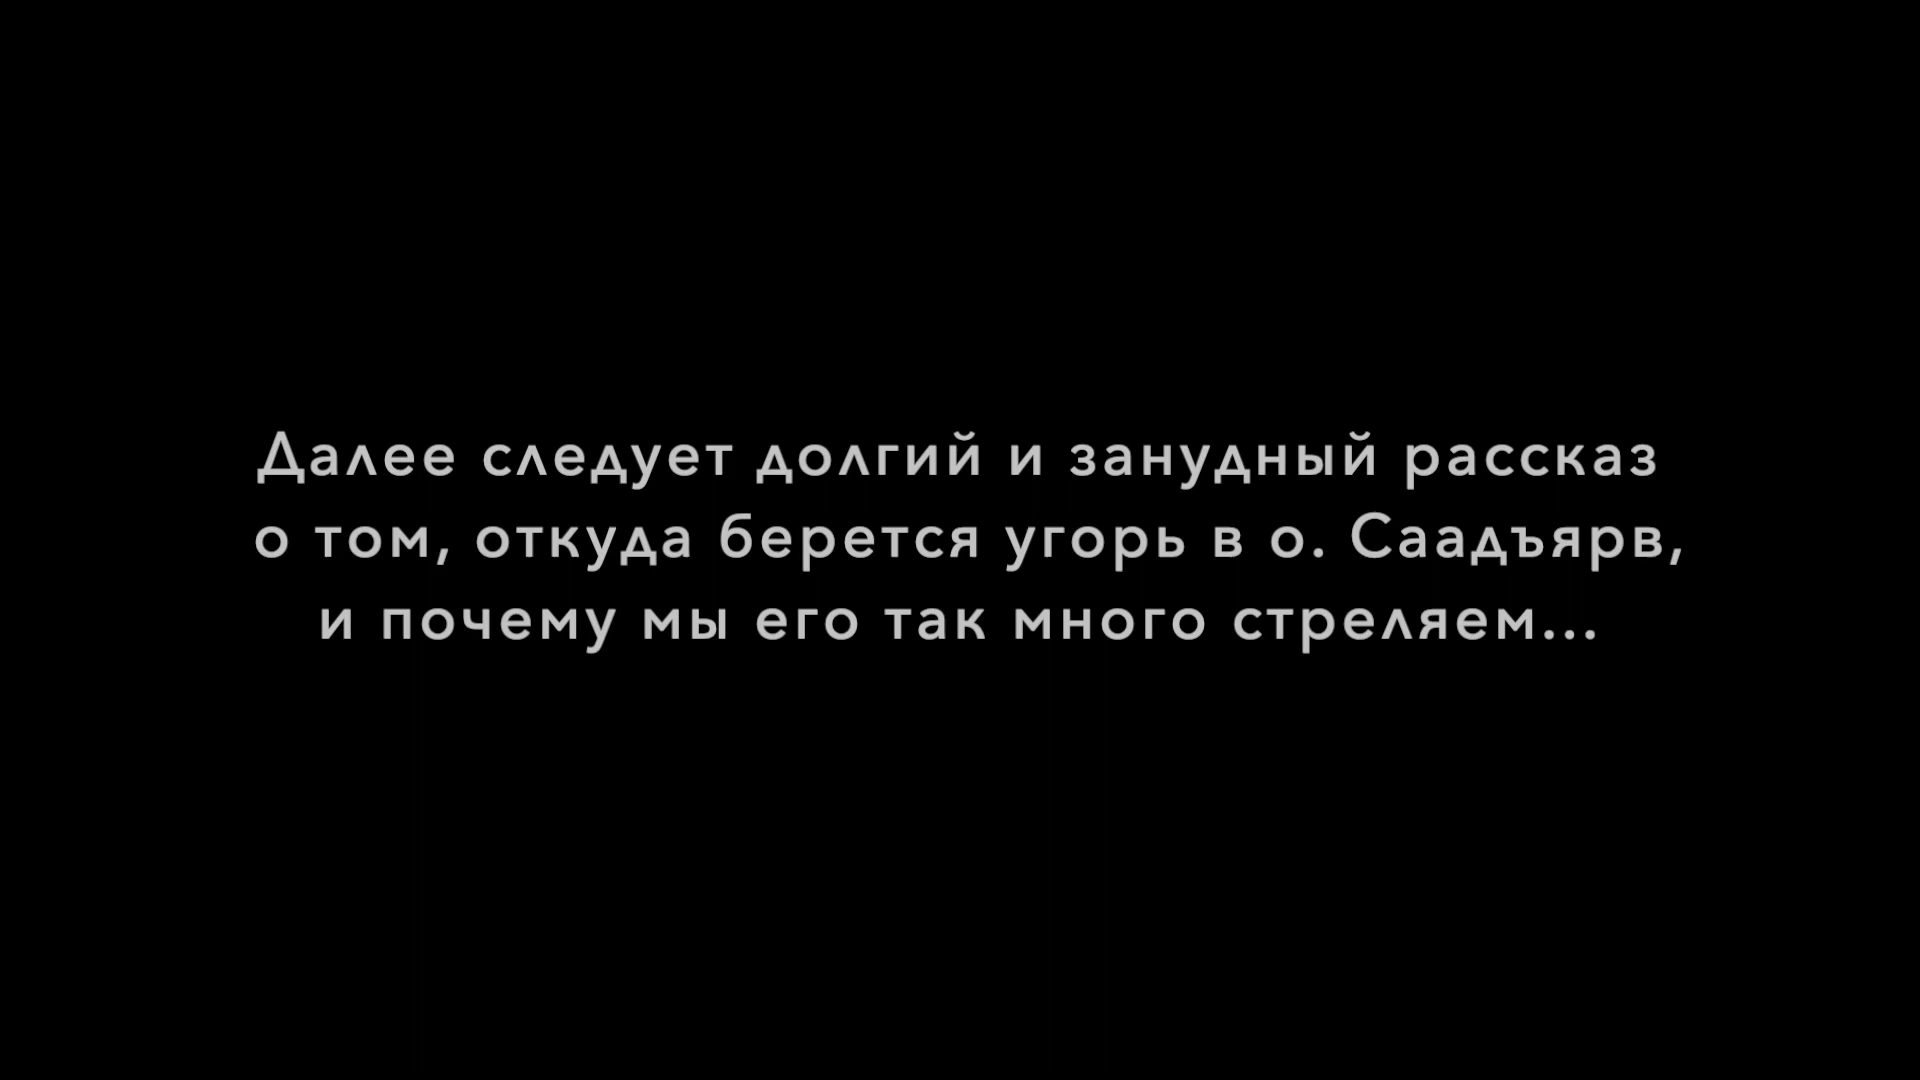 Далее следует долгий и занудный рассказ
о том, откуда берется угорь в о. Саадъярв,
и почему мы его так много стреляем...